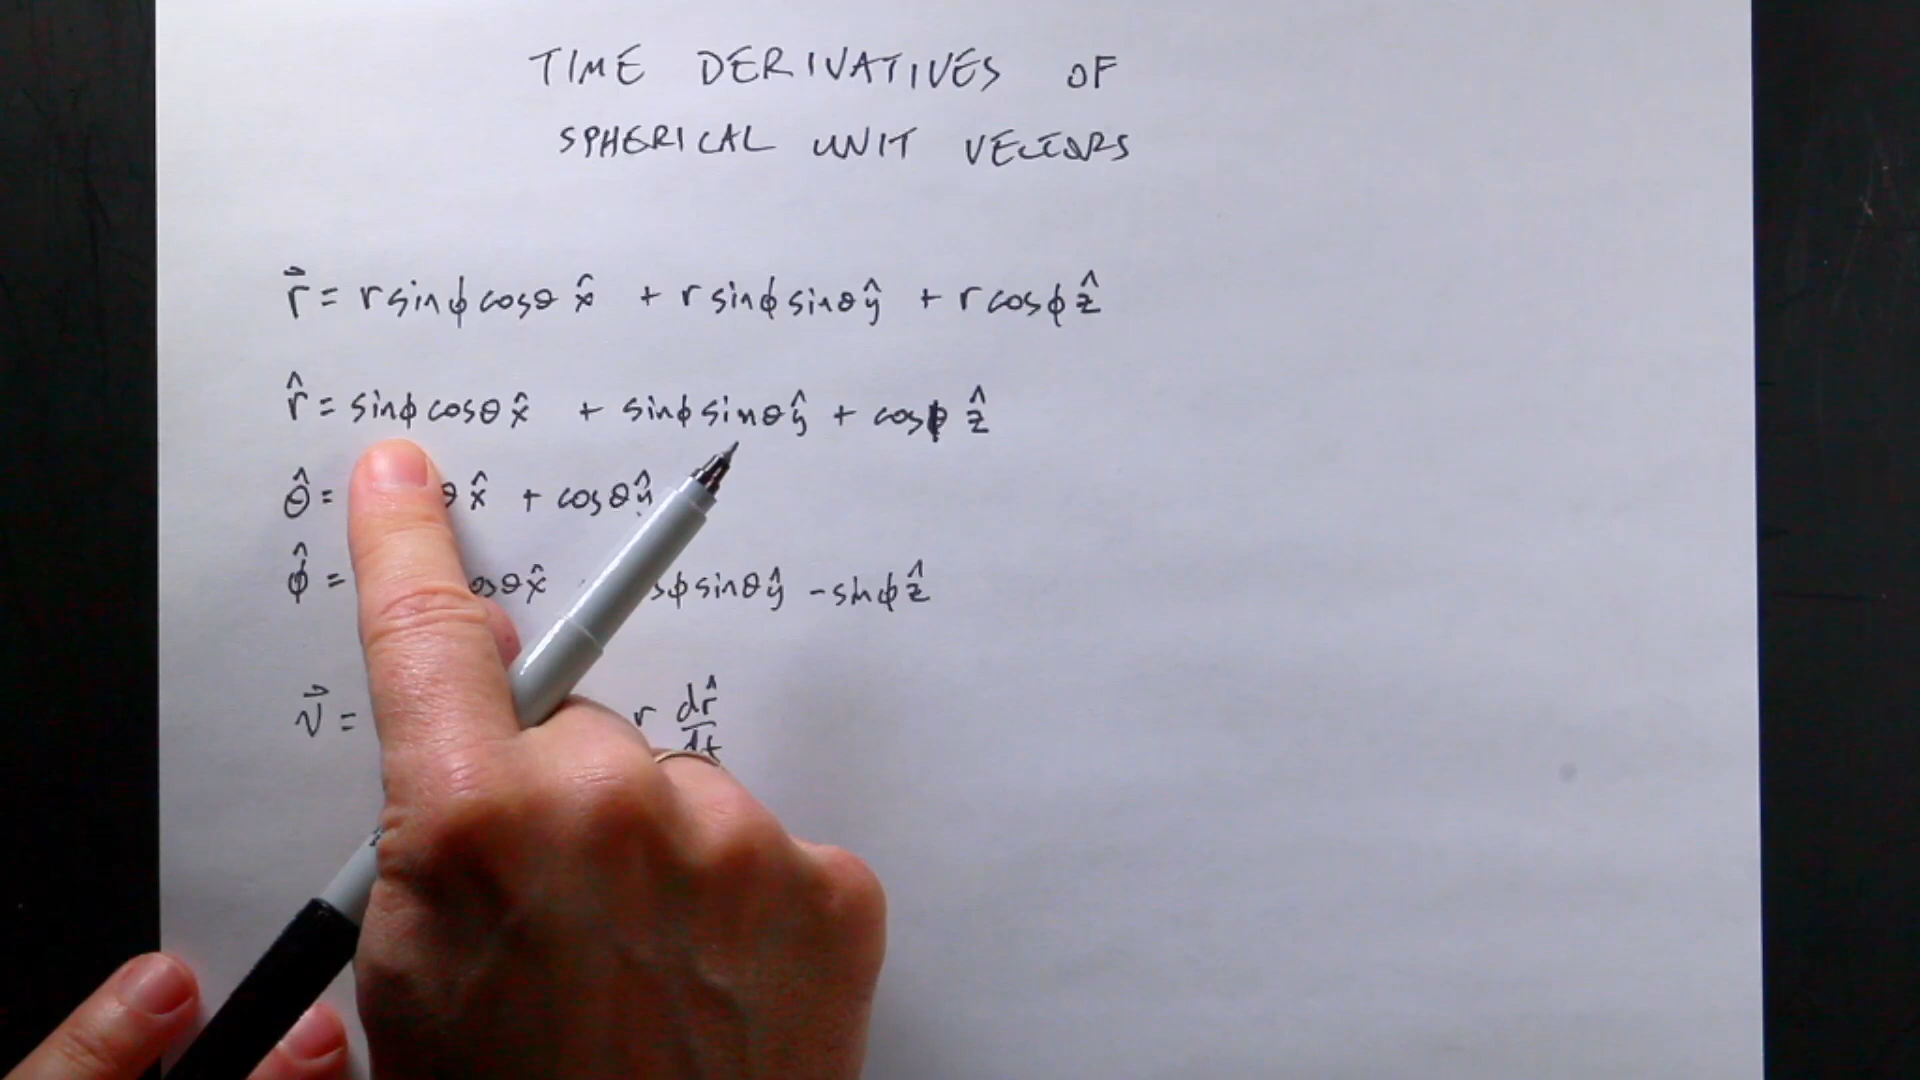 TIME DERIVATIVES OF
SPHERICAL UNIT VECTORS
r⃗ = r sinϕ cosθ x̂ + r sinϕ sinθ ŷ + r cosϕ ẑ
r̂ = sinϕ cosθ x̂ + sinϕ sinθ ŷ + cosϕ ẑ
θ̂ = θ x̂ + cosθ ŷ
ϕ̂ = osθ x̂ sϕ sinθ ŷ - sinϕ ẑ
v⃗ = r dr̂/dt